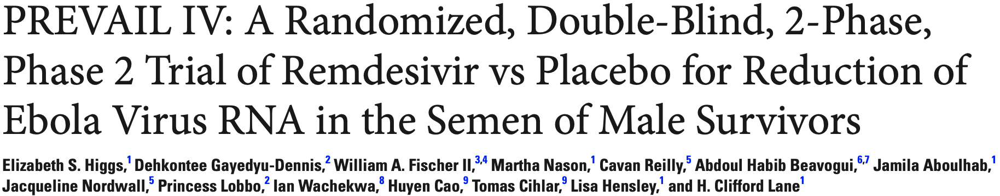 PREVAIL IV: A Randomized, Double-Blind, 2-Phase,
Phase 2 Trial of Remdesivir vs Placebo for Reduction of
Ebola Virus RNA in the Semen of Male Survivors
Elizabeth S. Higgs,1 Dehkontee Gayedyu-Dennis,2 William A. Fischer II,3,4 Martha Nason,1 Cavan Reilly,5 Abdoul Habib Beavogui,6,7 Jamila Aboulhab,1
Jacqueline Nordwall,5 Princess Lobbo,2 Ian Wachekwa,8 Huyen Cao,9 Tomas Cihlar,9 Lisa Hensley,1 and H. Clifford Lane1